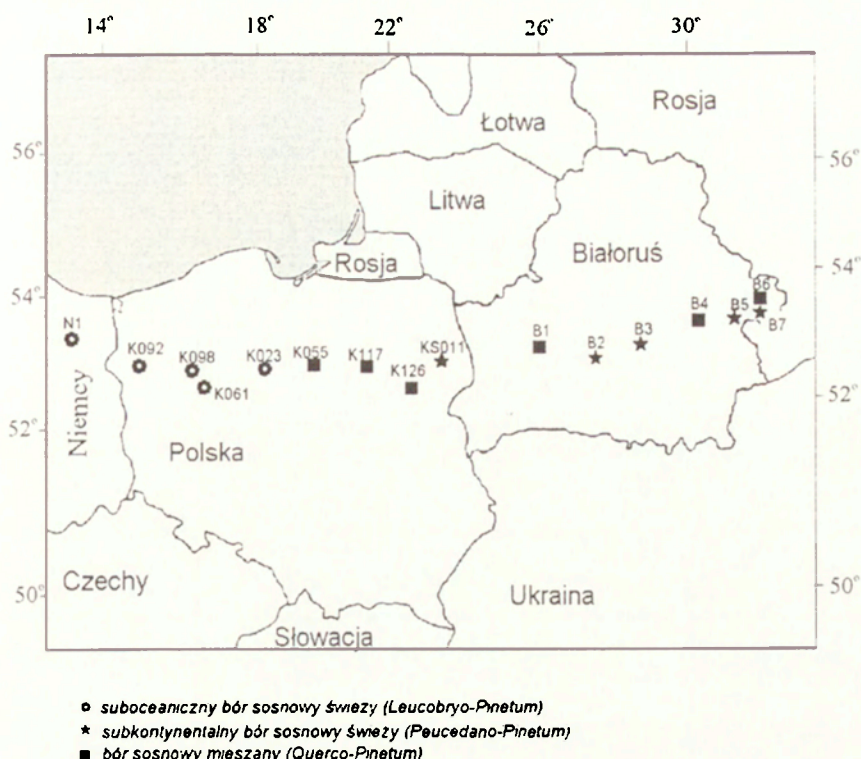 14° 18° 22° 26° 30°
Rosja
Łotwa
56° 56°
Litwa
Białoruś
Rosja
54° 54°
B6
N1 B4 B5
B1 B7
K092 K098 K023 K055 K117 KS011 B2 B3
K126
K061
Niemcy
52° 52°
Polska
Czechy
50° 50°
Ukraina
Słowacja
suboceaniczny bór sosnowy świeży (Leucobryo-Pinetum)
subkontynentalny bór sosnowy świeży (Peucedano-Pinetum)
bór sosnowy mieszany (Querco-Pinetum)